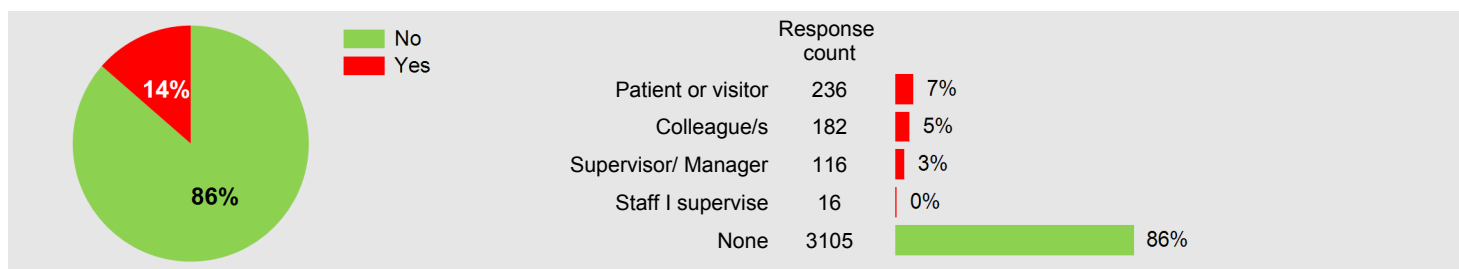 No
Yes
14%
86%
Response
count
Patient or visitor 236 7%
Colleague/s 182 5%
Supervisor/ Manager 116 3%
Staff I supervise 16 0%
None 3105 86%